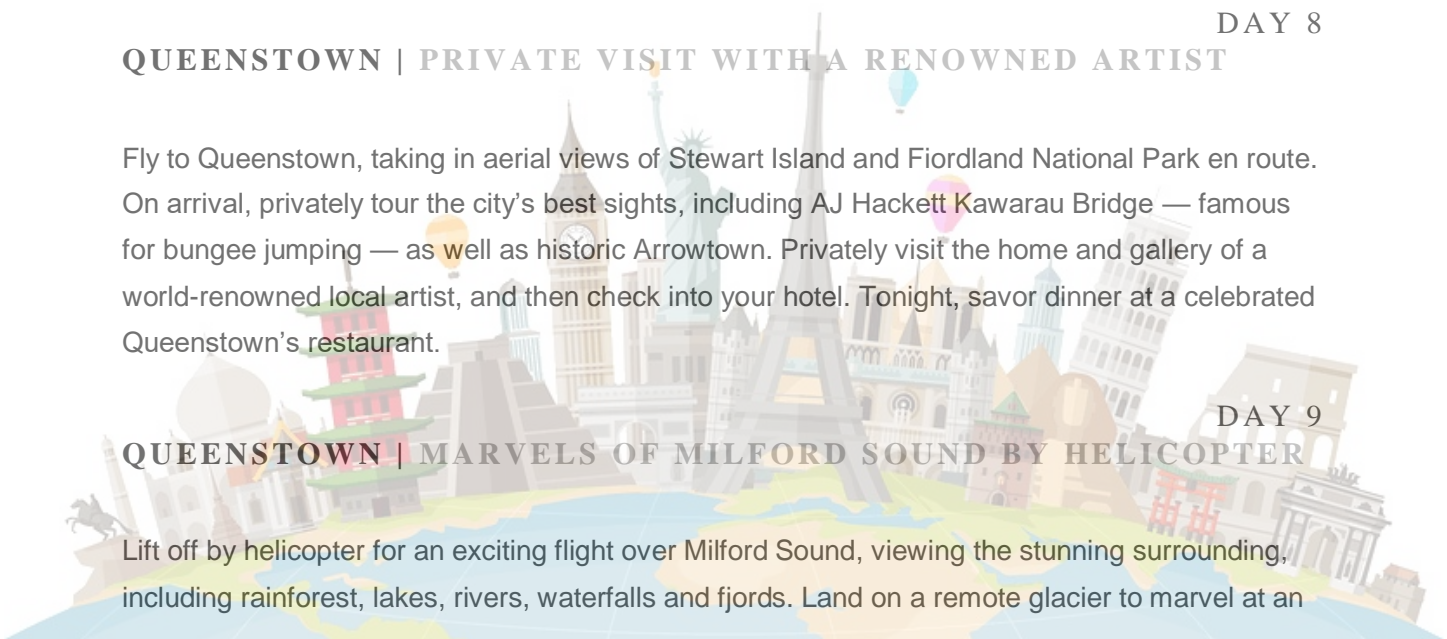 DAY 8
QUEENSTOWN | PRIVATE VISIT WITH A RENOWNED ARTIST
Fly to Queenstown, taking in aerial views of Stewart Island and Fiordland National Park en route.
On arrival, privately tour the city’s best sights, including AJ Hackett Kawarau Bridge — famous
for bungee jumping — as well as historic Arrowtown. Privately visit the home and gallery of a
world-renowned local artist, and then check into your hotel. Tonight, savor dinner at a celebrated
Queenstown’s restaurant.
DAY 9
QUEENSTOWN | MARVELS OF MILFORD SOUND BY HELICOPTER
Lift off by helicopter for an exciting flight over Milford Sound, viewing the stunning surrounding,
including rainforest, lakes, rivers, waterfalls and fjords. Land on a remote glacier to marvel at an